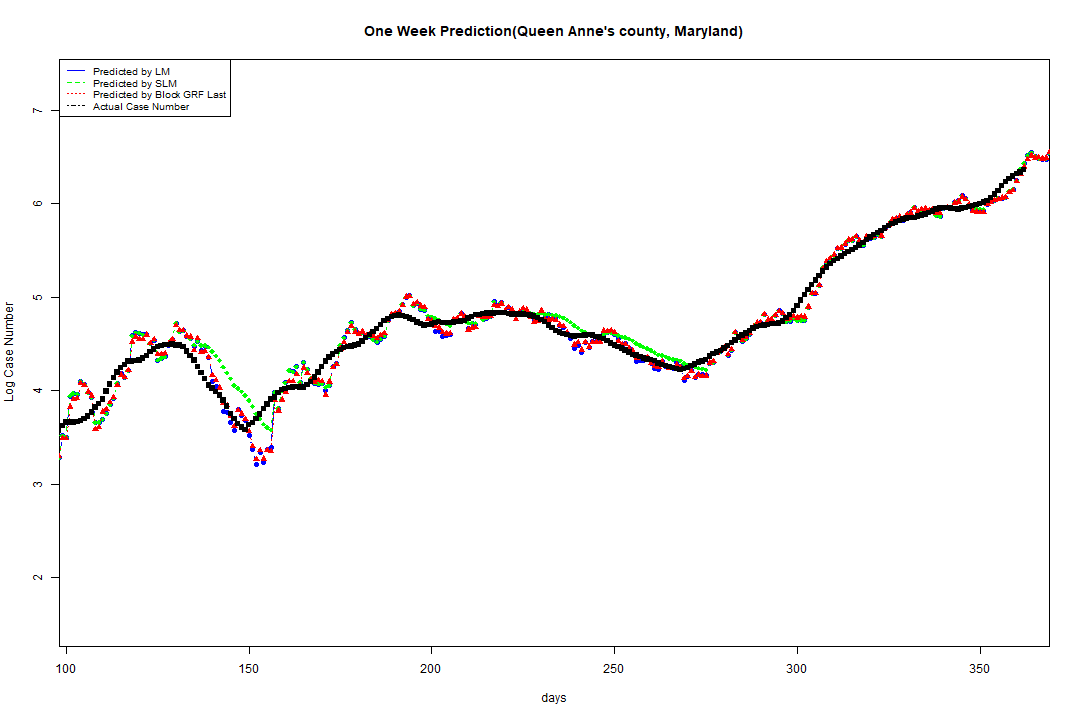 One Week Prediction(Queen Anne's county, Maryland)
Predicted by LM
Predicted by SLM
Predicted by Block GRF Last
Actual Case Number
7
6
5
4
3
2
Log Case Number
100 150 200 250 300 350
days